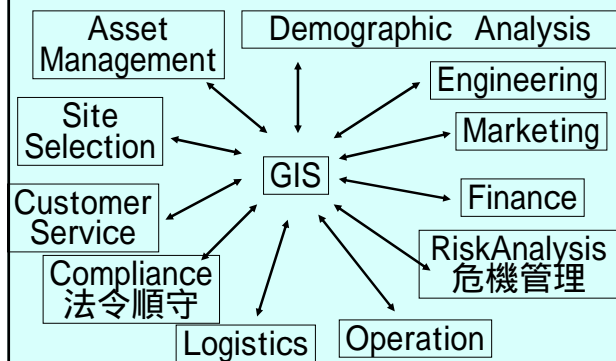 Asset
Management
Demographic Analysis
Engineering
Site
Selection
Marketing
GIS
Customer
Service
Finance
Compliance
法令順守
RiskAnalysis
危機管理
Logistics
Operation